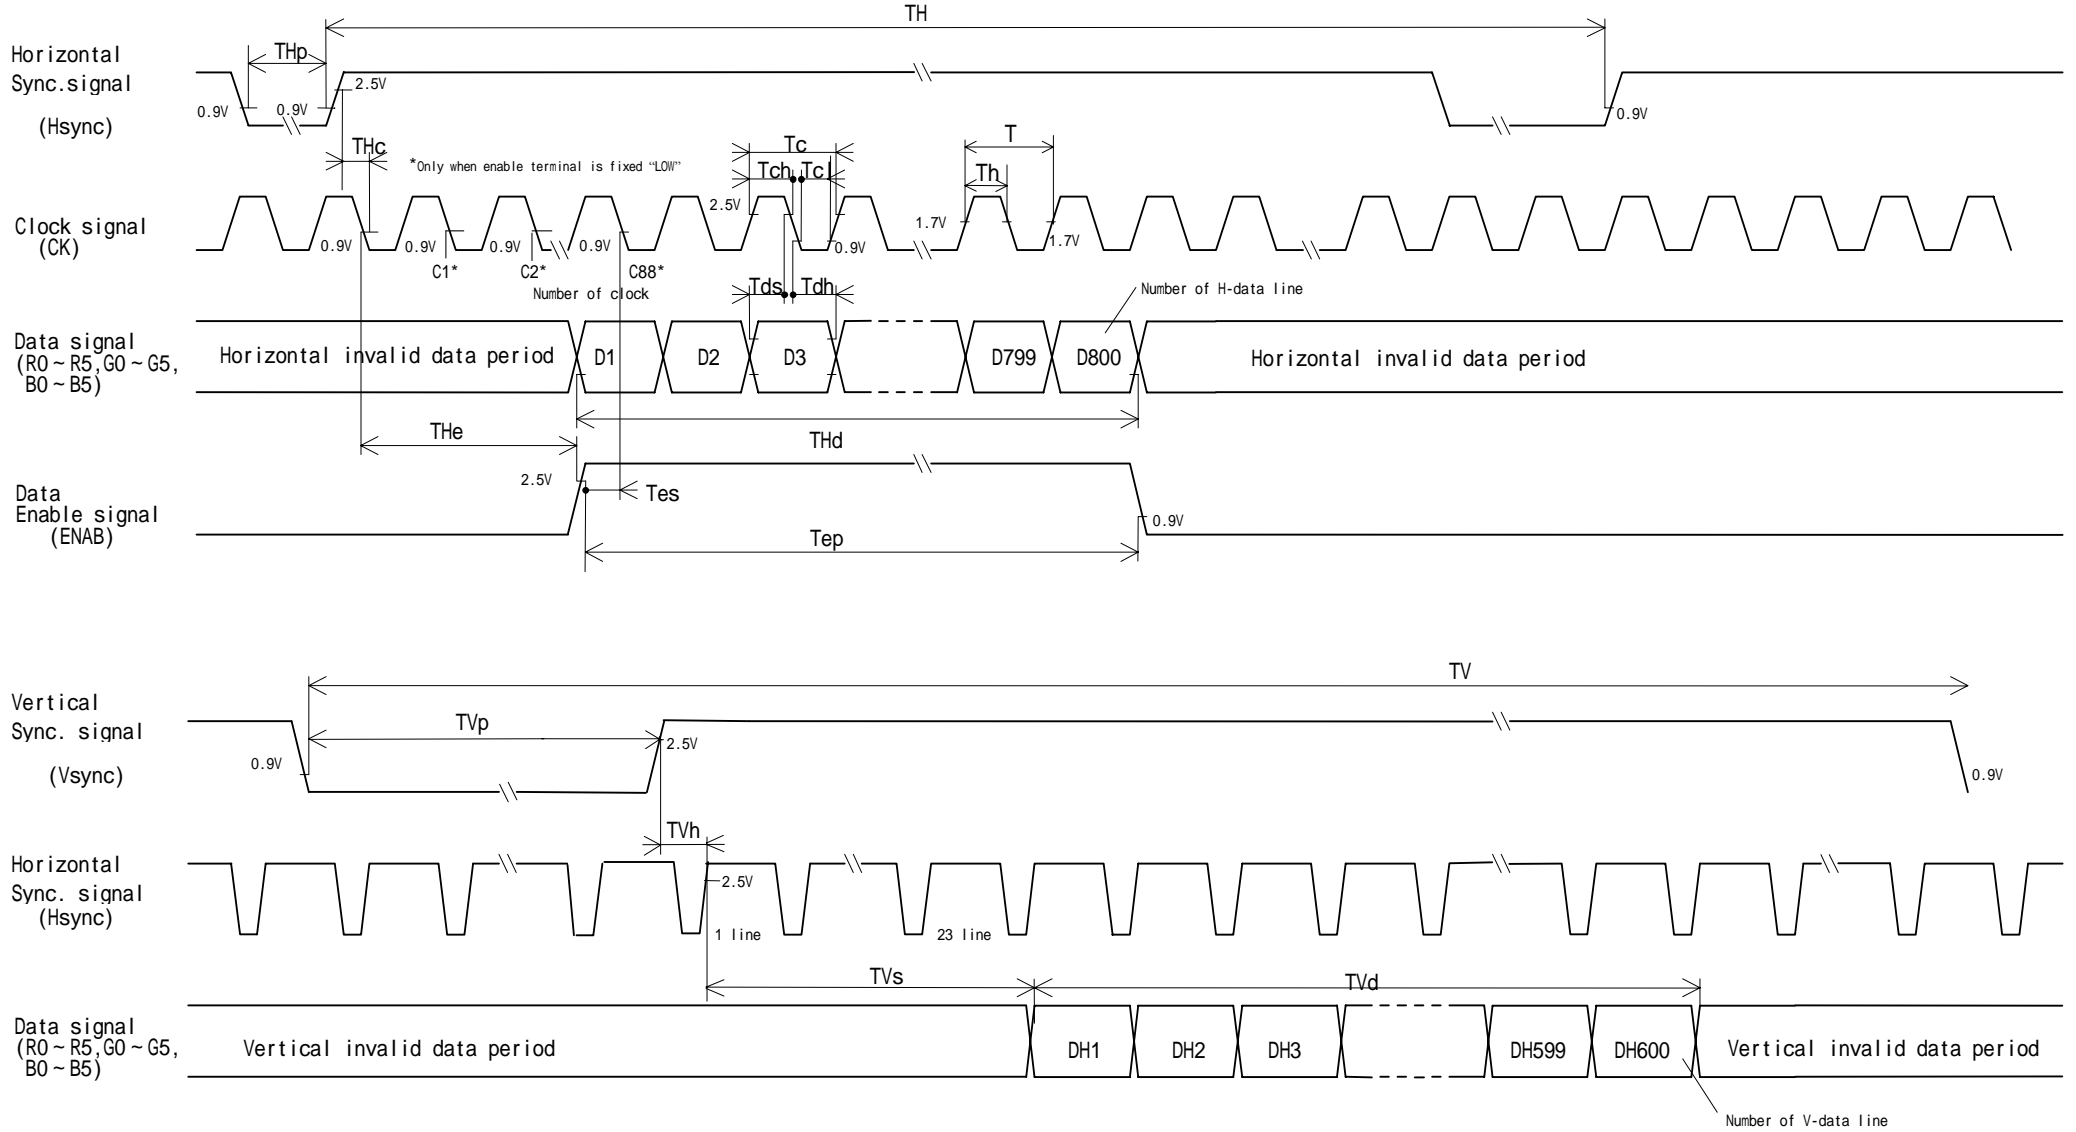 TH
Horizontal
THp
Sync.signal
2.5V
0.9V
0.9V
0.9V
(Hsync)
THc
*Only when enable terminal is fixed “LOW”
Tc
T
Tch
Tcl
Th
2.5V
Clock signal
(CK)
0.9V
0.9V
0.9V
0.9V
0.9V
1.7V
1.7V
C1*
C2*
C88*
Number of clock
Tds
Tdh
Number of H-data line
Data signal
(R0~R5,G0~G5,
B0~B5)
Horizontal invalid data period
D1
D2
D3
D799
D800
Horizontal invalid data period
THe
THd
2.5V
Tes
Data
Enable signal
(ENAB)
0.9V
Tep
TV
Vertical
Sync. signal
(Vsync)
TVp
2.5V
0.9V
0.9V
TVh
Horizontal
Sync. signal
(Hsync)
2.5V
1 line
23 line
TVs
TVd
Data signal
(R0~R5,G0~G5,
B0~B5)
Vertical invalid data period
DH1
DH2
DH3
DH599
DH600
Vertical invalid data period
Number of V-data line